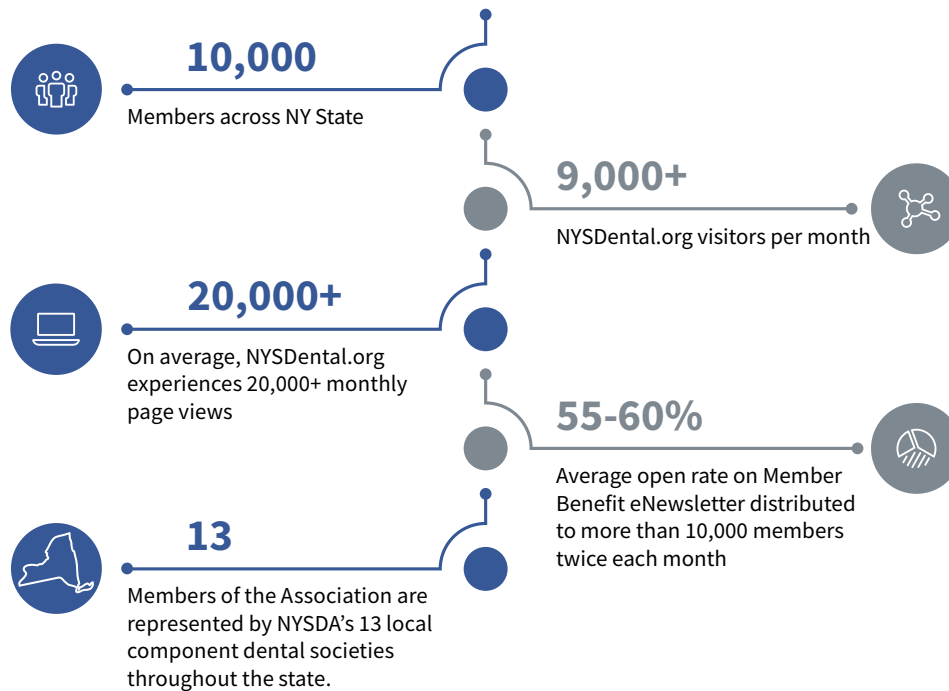 10,000
Members across NY State
9,000+
NYSDental.org visitors per month
20,000+
On average, NYSDental.org
experiences 20,000+ monthly
page views
55-60%
Average open rate on Member
Benefit eNewsletter distributed
to more than 10,000 members
twice each month
13
Members of the Association are
represented by NYSDA’s 13 local
component dental societies
throughout the state.